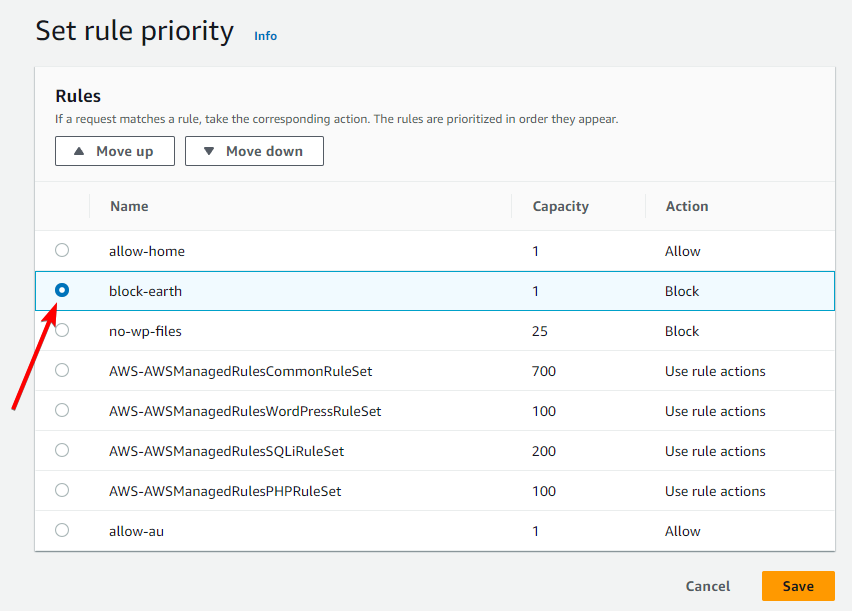 Set rule priority Info
Rules
If a request matches a rule, take the corresponding action. The rules are prioritized in order they appear.
Move up Move down
Name Capacity Action
allow-home 1 Allow
block-earth 1 Block
no-wp-files 25 Block
AWS-AWSManagedRulesCommonRuleSet 700 Use rule actions
AWS-AWSManagedRulesWordPressRuleSet 100 Use rule actions
AWS-AWSManagedRulesSQLiRuleSet 200 Use rule actions
AWS-AWSManagedRulesPHPRuleSet 100 Use rule actions
allow-au 1 Allow
Cancel Save